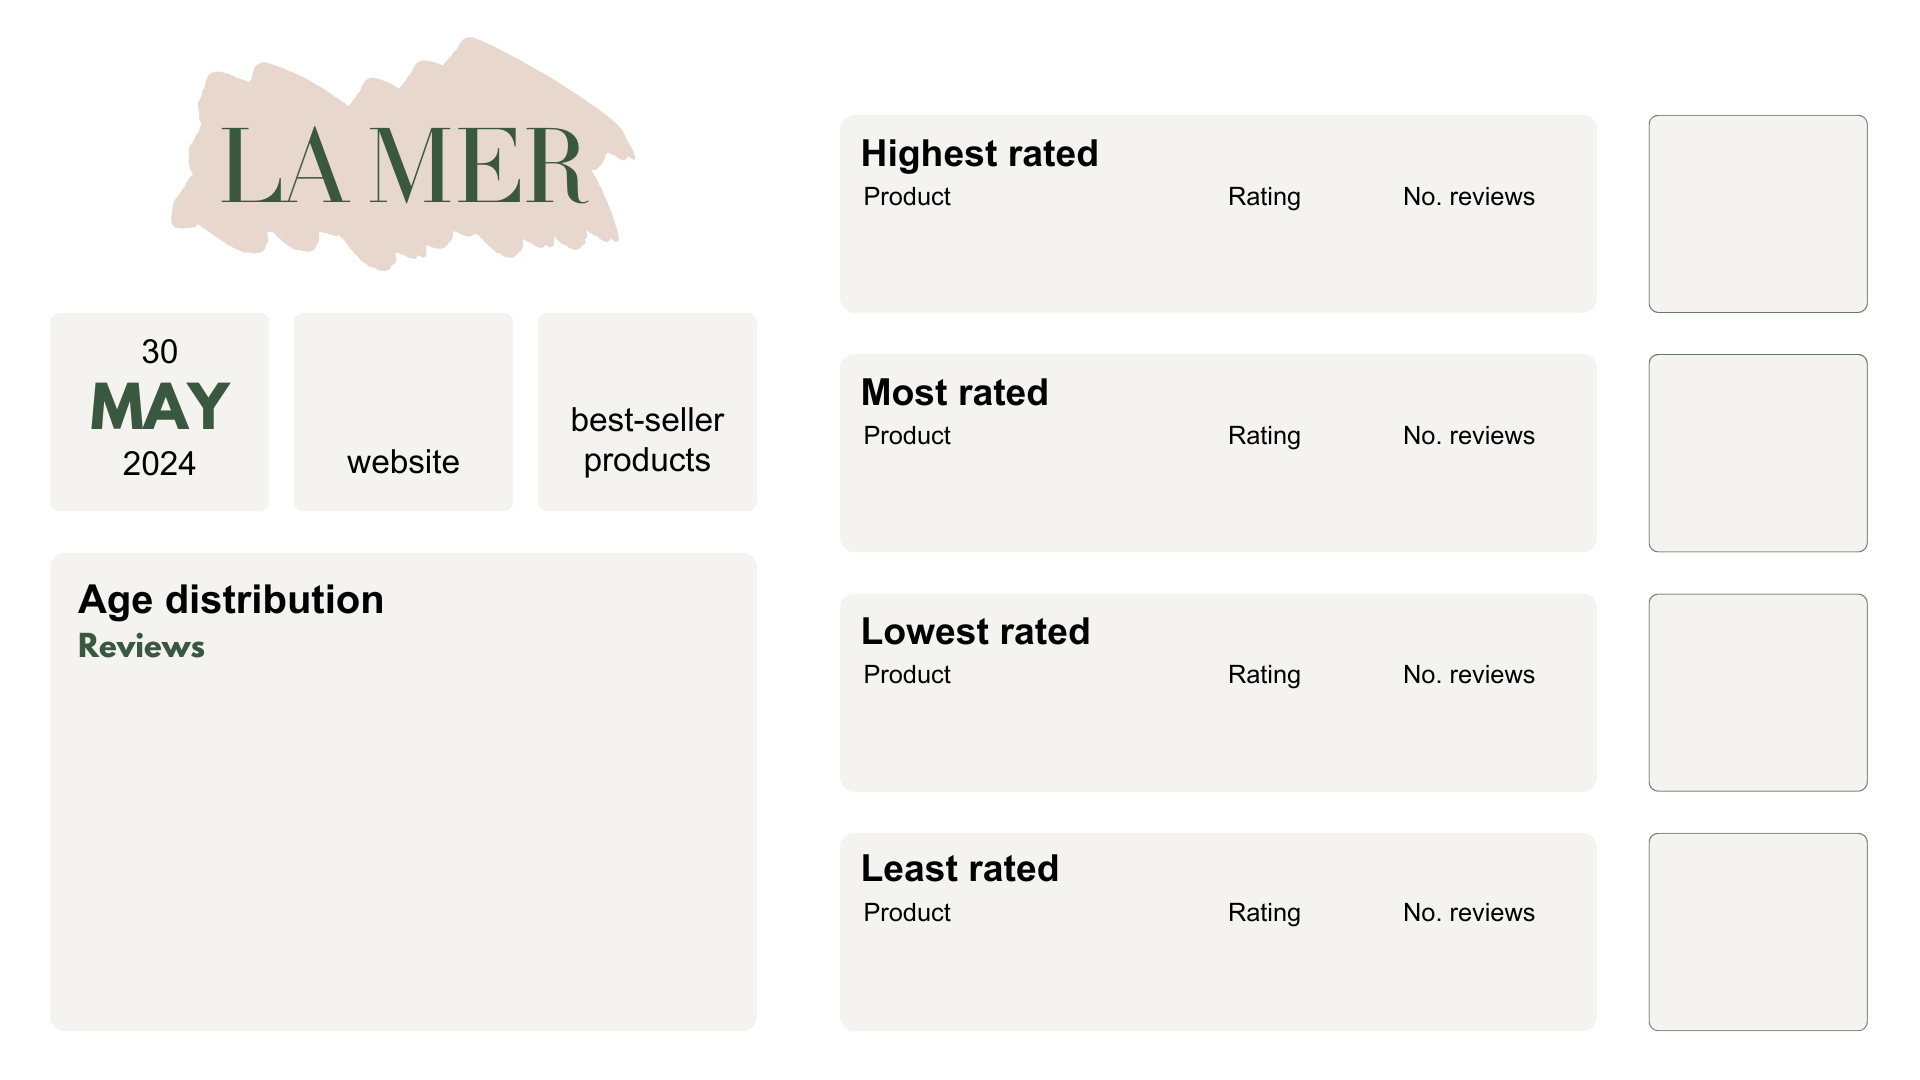 LA MER
30
MAY
2024
website
best-seller
products
Age distribution
Reviews
Highest rated
Product Rating No. reviews
Most rated
Product Rating No. reviews
Lowest rated
Product Rating No. reviews
Least rated
Product Rating No. reviews